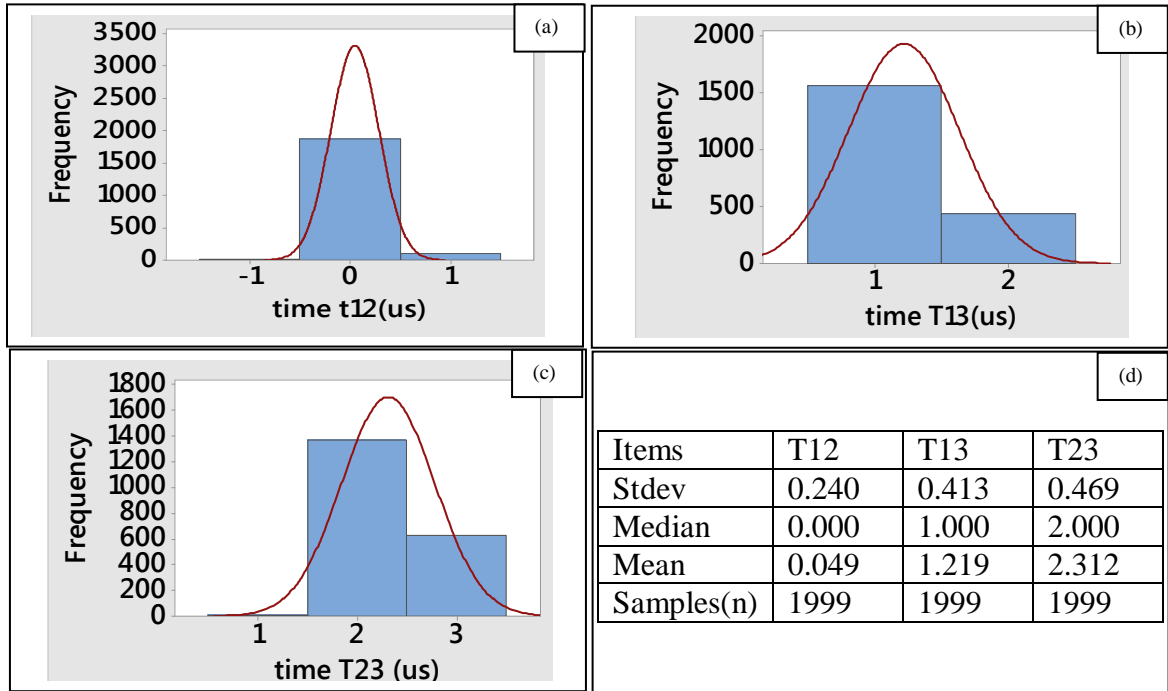 (a)
Frequency
3500
3000
2500
2000
1500
1000
500
0
-1 0 1
time t12(us)
(b)
Frequency
2000
1500
1000
500
0
1 2
time T13(us)
(c)
Frequency
1800
1600
1400
1200
1000
800
600
400
200
0
1 2 3
time T23 (us)
(d)
Items T12 T13 T23
Stdev 0.240 0.413 0.469
Median 0.000 1.000 2.000
Mean 0.049 1.219 2.312
Samples(n) 1999 1999 1999